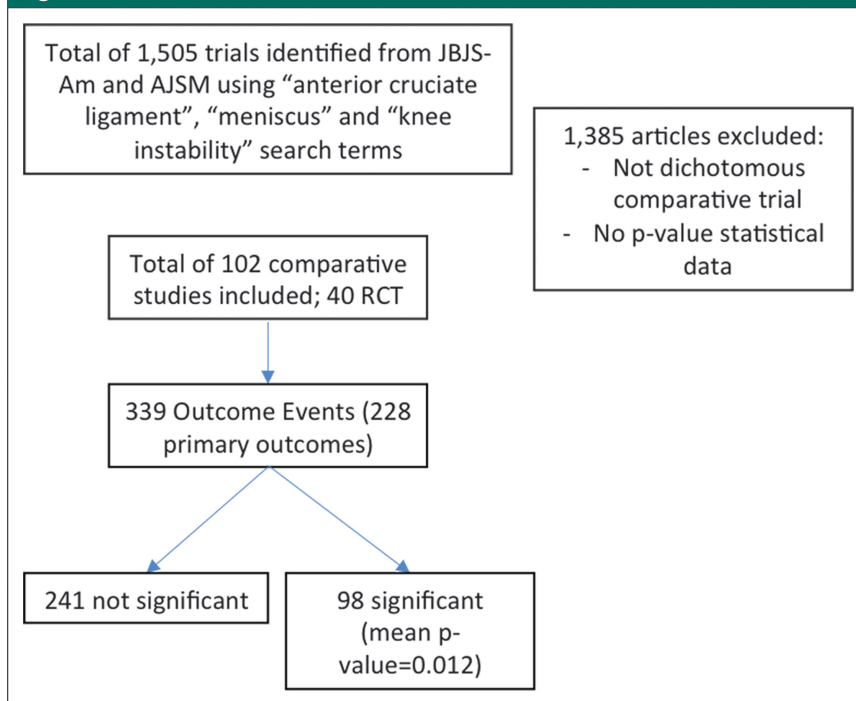 Total of 1,505 trials identified from JBJS-
Am and AJSM using “anterior cruciate
ligament”, “meniscus” and “knee
instability” search terms
1,385 articles excluded:
- Not dichotomous
comparative trial
- No p-value statistical
data
Total of 102 comparative
studies included; 40 RCT
339 Outcome Events (228
primary outcomes)
241 not significant
98 significant
(mean p-
value=0.012)